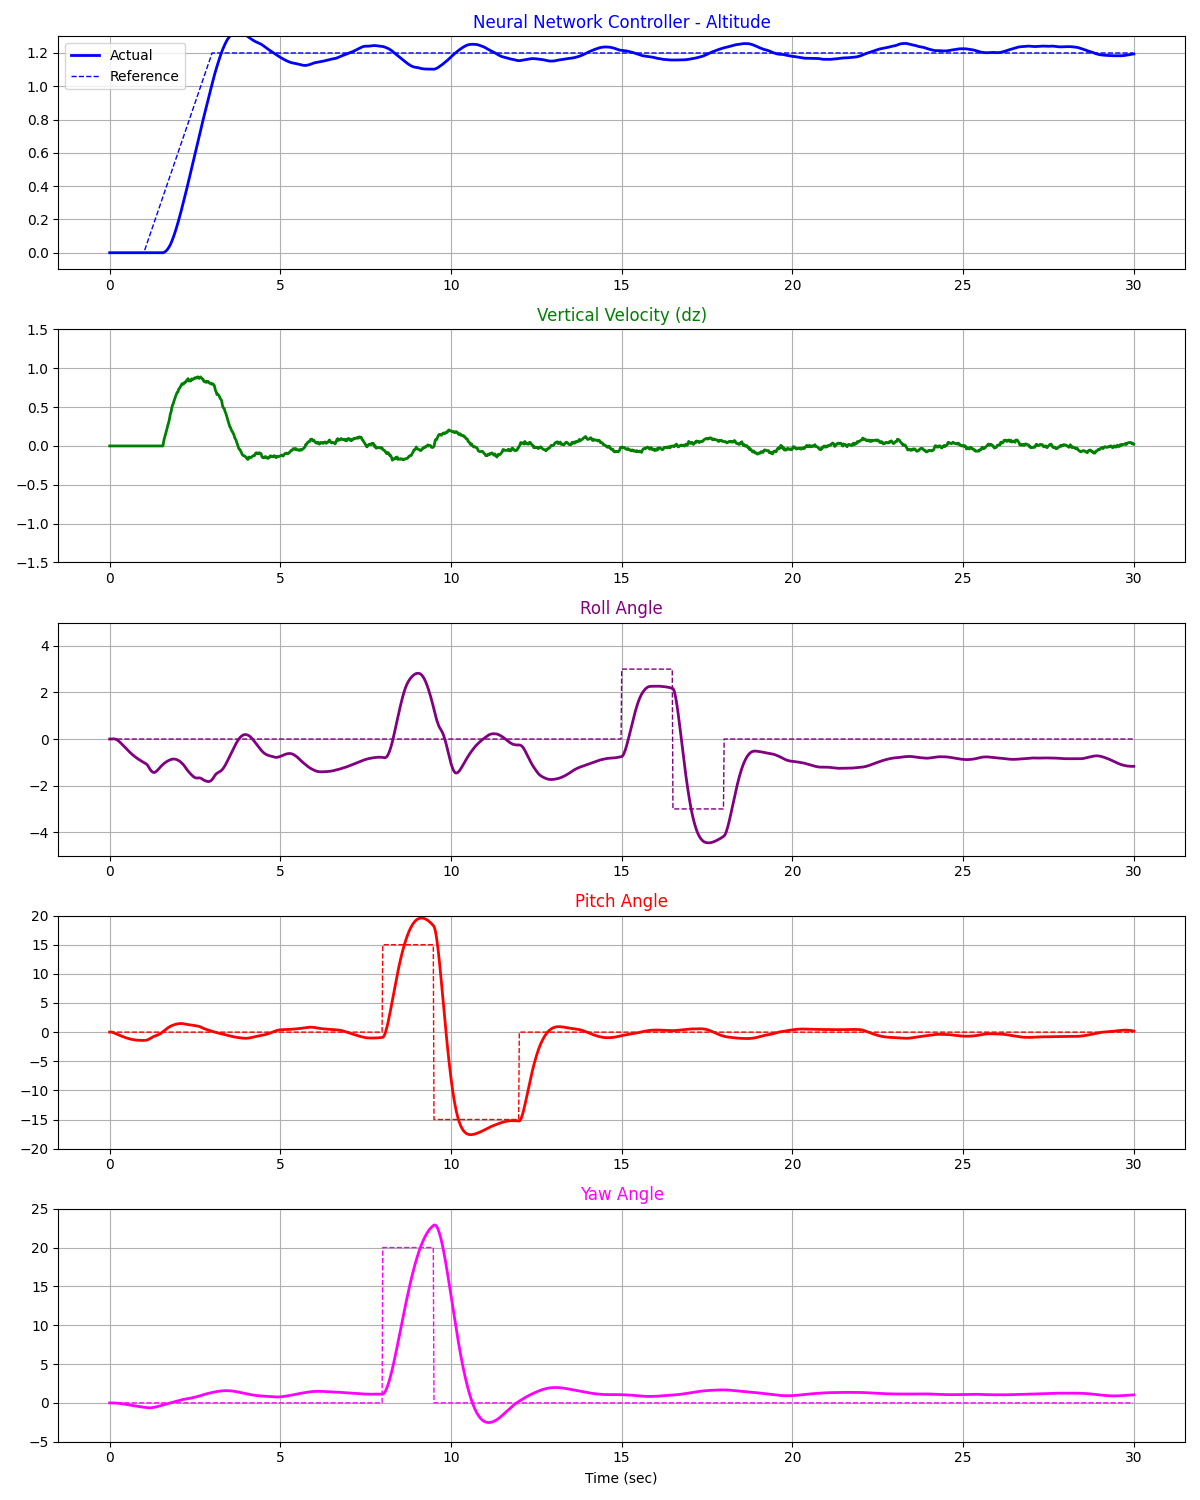 Neural Network Controller - Altitude
Actual
Reference
1.2
1.0
0.8
0.6
0.4
0.2
0.0
0 5 10 15 20 25 30
Vertical Velocity (dz)
1.5
1.0
0.5
0.0
−0.5
−1.0
−1.5
0 5 10 15 20 25 30
Roll Angle
4
2
0
−2
−4
0 5 10 15 20 25 30
Pitch Angle
20
15
10
5
0
−5
−10
−15
−20
0 5 10 15 20 25 30
Yaw Angle
25
20
15
10
5
0
−5
0 5 10 15 20 25 30
Time (sec)